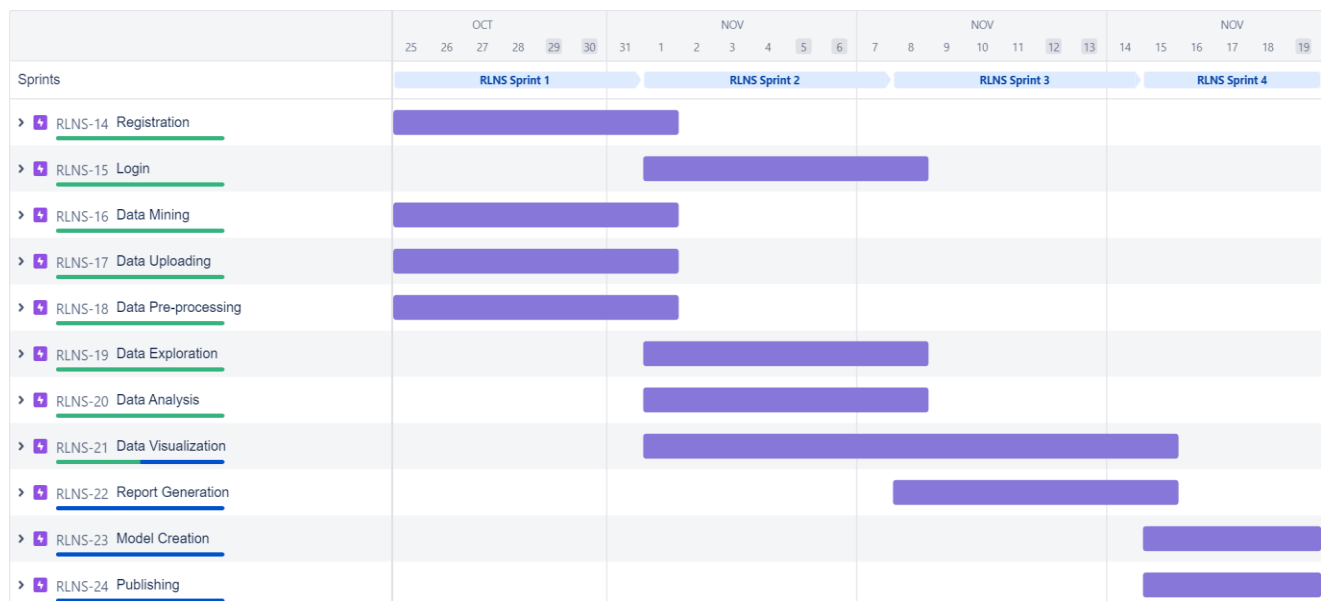 OCT NOV NOV NOV
25 26 27 28 29 30 31 1 2 3 4 5 6 7 8 9 10 11 12 13 14 15 16 17 18 19
Sprints RLNS Sprint 1 RLNS Sprint 2 RLNS Sprint 3 RLNS Sprint 4
RLNS-14 Registration
RLNS-15 Login
RLNS-16 Data Mining
RLNS-17 Data Uploading
RLNS-18 Data Pre-processing
RLNS-19 Data Exploration
RLNS-20 Data Analysis
RLNS-21 Data Visualization
RLNS-22 Report Generation
RLNS-23 Model Creation
RLNS-24 Publishing